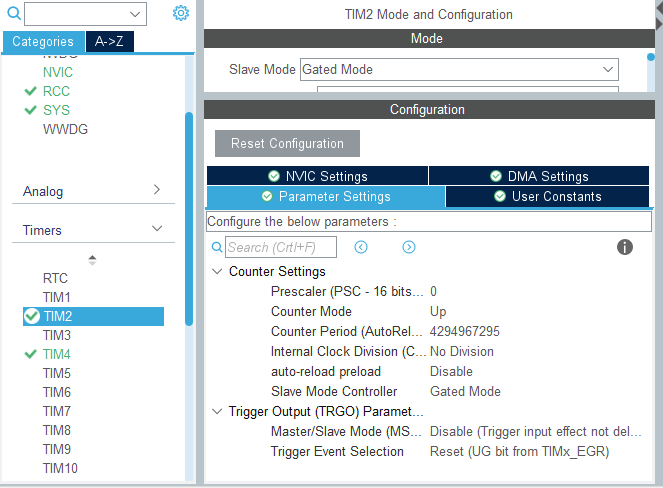 Categories
A->Z
IWDG
NVIC
RCC
SYS
WWDG
Analog
Timers
RTC
TIM1
TIM2
TIM3
TIM4
TIM5
TIM6
TIM7
TIM8
TIM9
TIM10
TIM2 Mode and Configuration
Mode
Slave Mode Gated Mode
Configuration
Reset Configuration
NVIC Settings
DMA Settings
Parameter Settings
User Constants
Configure the below parameters :
Search (Crtl+F)
Counter Settings
Prescaler (PSC - 16 bits... 0
Counter Mode Up
Counter Period (AutoRel... 4294967295
Internal Clock Division (C... No Division
auto-reload preload Disable
Slave Mode Controller Gated Mode
Trigger Output (TRGO) Paramet...
Master/Slave Mode (MS... Disable (Trigger input effect not del...
Trigger Event Selection Reset (UG bit from TIMx_EGR)